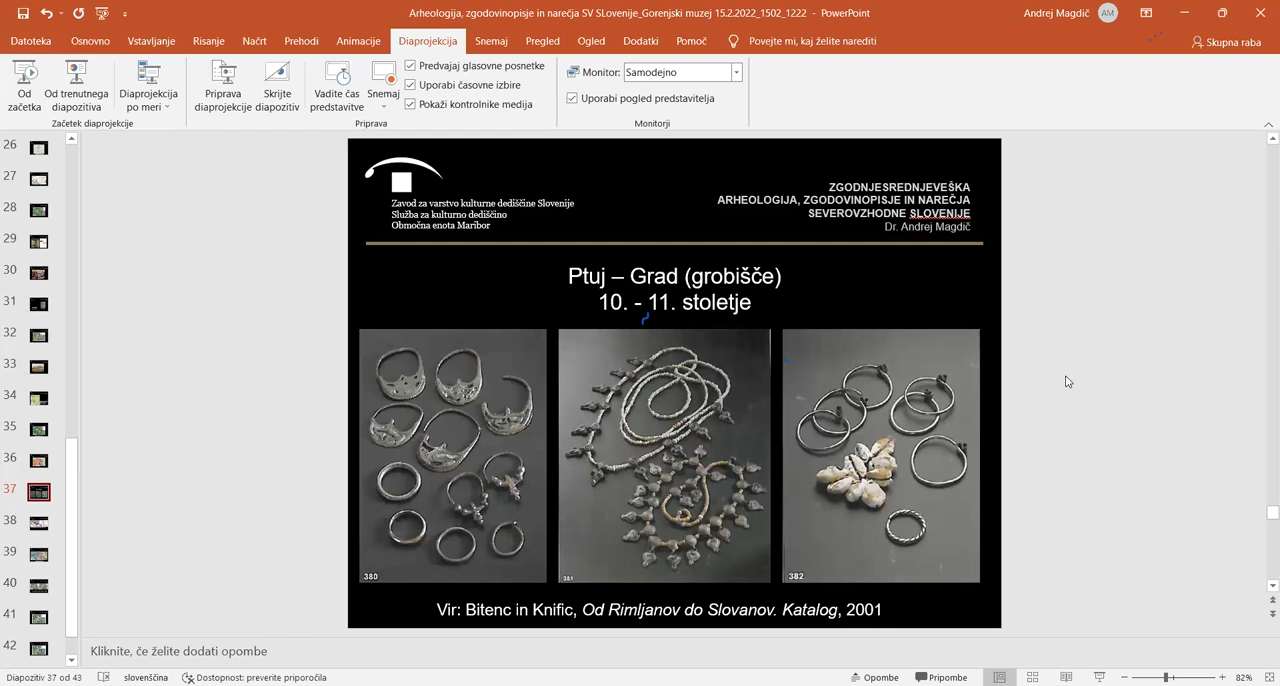 Arheologija, zgodovinopisje in narečja SV SLovenije_Gorenjski muzej 15.2.2022_1502_1222 - PowerPoint
Andrej Magdič AM
Datoteka Osnovno Vstavljanje Risanje Načrt Prehodi Animacije Diaprojekcija Snemaj Pregled Ogled Dodatki Pomoč Povejte mi, kaj želite narediti Skupna raba
Od začetka
Od trenutnega diapozitiva
Diaprojekcija po meri
Začetek diaprojekcije
Priprava diaprojekcije
Skrijte diapozitiv
Vadite čas predstavitve
Snemaj
Predvajaj glasovne posnetke
Uporabi časovne izbire
Pokaži kontrolnike medija
Priprava
Monitor: Samodejno
Uporabi pogled predstavitelja
Monitorji
26
27
28
29
30
31
32
33
34
35
36
37
38
39
40
41
42
Zavod za varstvo kulturne dediščine Slovenije
Služba za kulturno dediščino
Območna enota Maribor
ZGODNJESREDNJEVEŠKA
ARHEOLOGIJA, ZGODOVINOPISJE IN NAREČJA
SEVEROVZHODNE SLOVENIJE
Dr. Andrej Magdič
Ptuj – Grad (grobišče)
10. - 11. stoletje
380
381
382
Vir: Bitenc in Knific, Od Rimljanov do Slovanov. Katalog, 2001
Kliknite, če želite dodati opombe
Diapozitiv 37 od 43 slovenščina Dostopnost: preverite priporočila Opombe Pripombe 82%